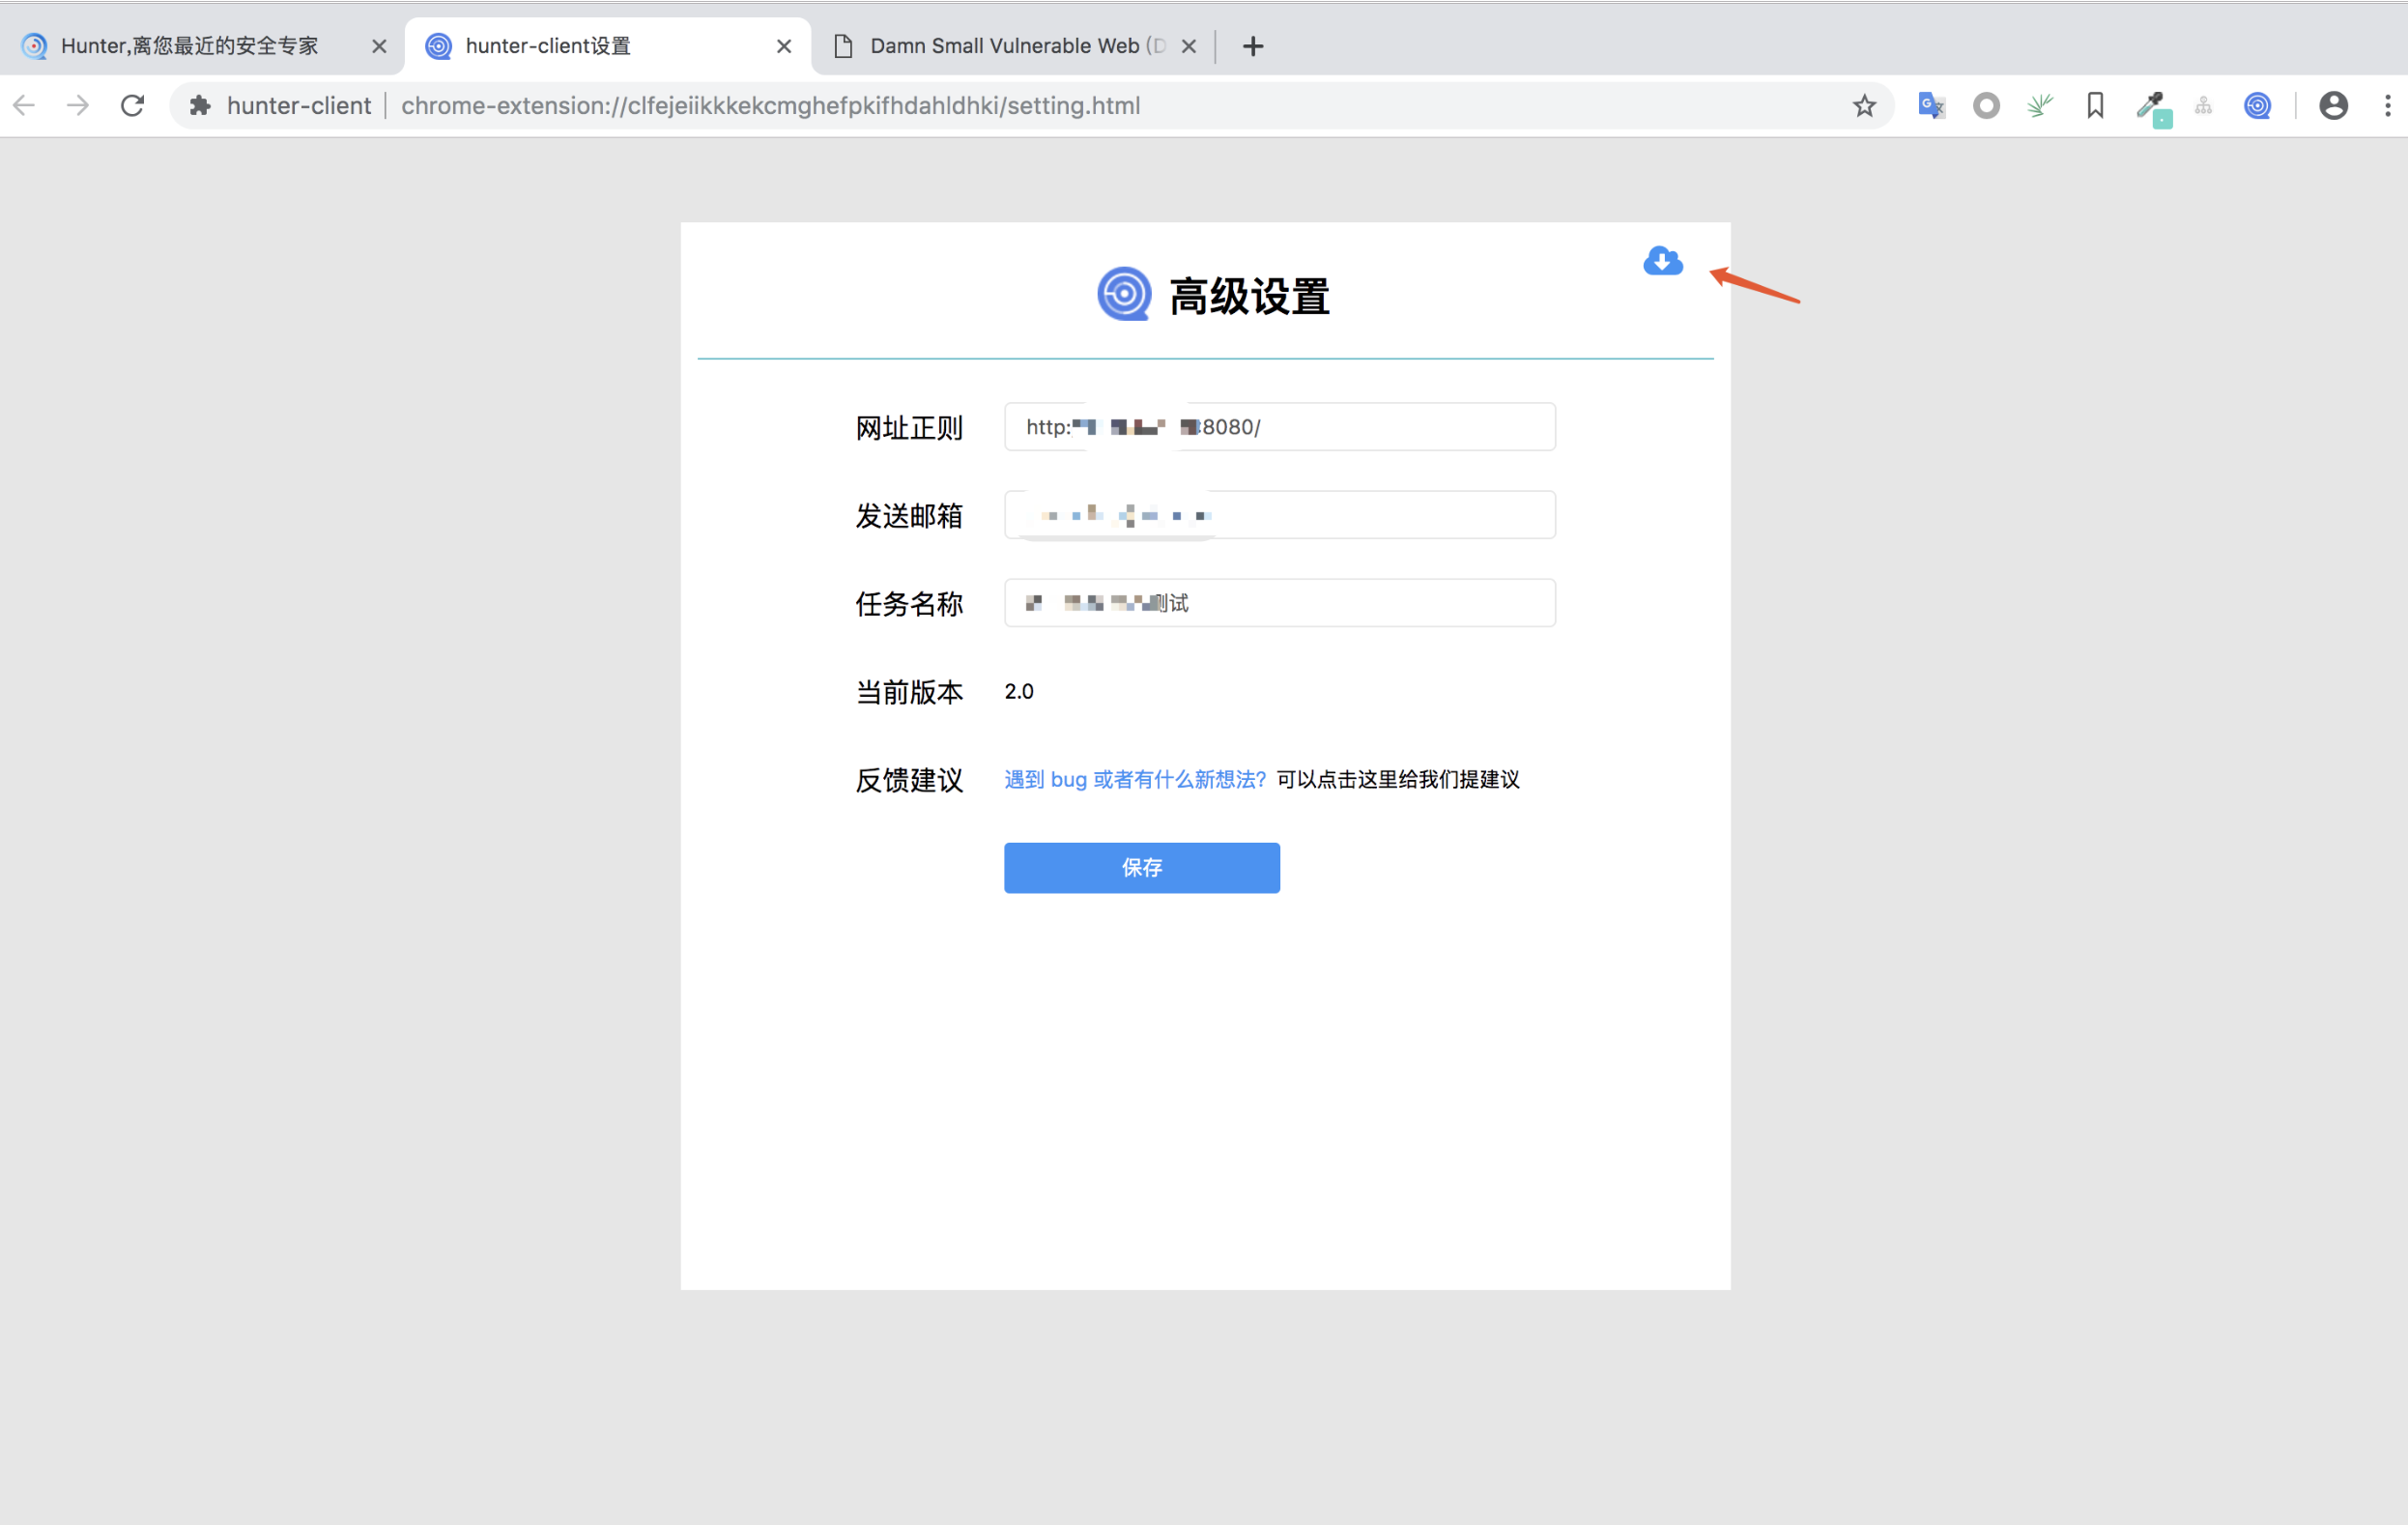 Hunter,离您最近的安全专家
hunter-client设置
Damn Small Vulnerable Web (D
hunter-client
chrome-extension://clfejeiikkkekcmghefpkifhdahldhki/setting.html
高级设置
网址正则 http: :8080/
发送邮箱
任务名称 测试
当前版本 2.0
反馈建议 遇到 bug 或者有什么新想法? 可以点击这里给我们提建议
保存